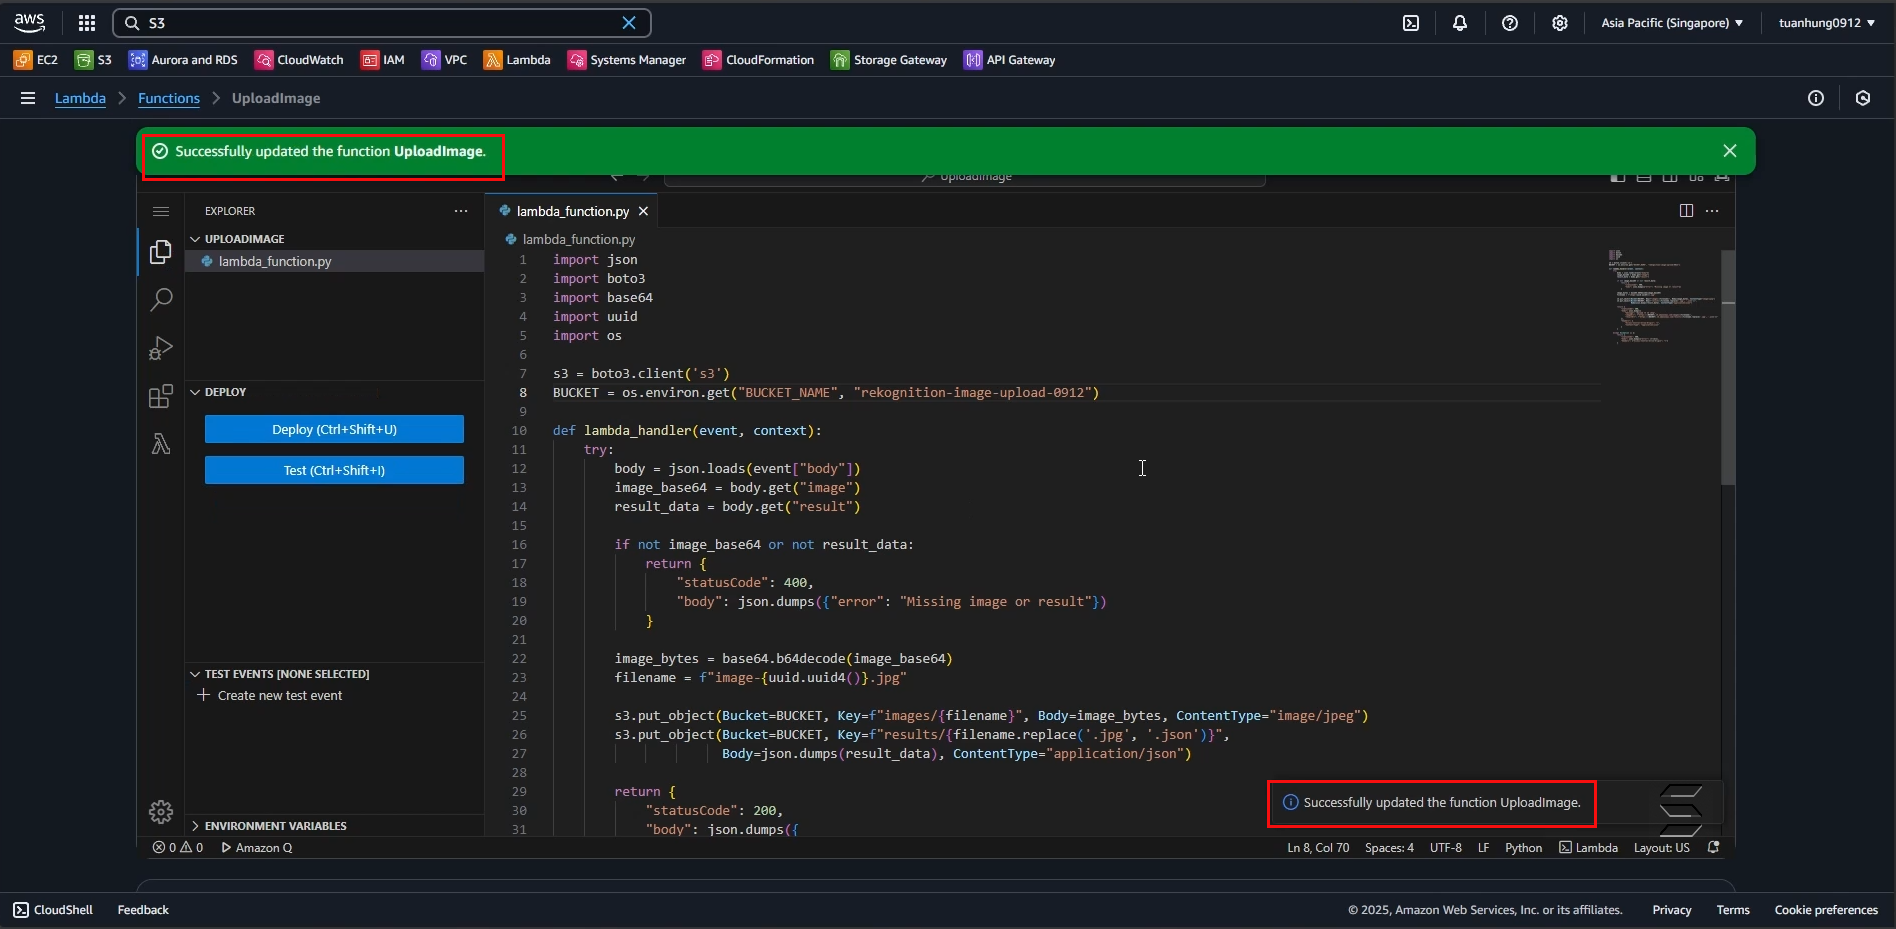 aws
S3
Asia Pacific (Singapore)
tuanhung0912
EC2
S3
Aurora and RDS
CloudWatch
IAM
VPC
Lambda
Systems Manager
CloudFormation
Storage Gateway
API Gateway
Lambda > Functions > UploadImage
Successfully updated the function UploadImage.
UploadImage
EXPLORER
UPLOADIMAGE
lambda_function.py
DEPLOY
Deploy (Ctrl+Shift+U)
Test (Ctrl+Shift+I)
TEST EVENTS [NONE SELECTED]
Create new test event
ENVIRONMENT VARIABLES
lambda_function.py
lambda_function.py
1 import json
2 import boto3
3 import base64
4 import uuid
5 import os
6
7 s3 = boto3.client('s3')
8 BUCKET = os.environ.get("BUCKET_NAME", "rekognition-image-upload-0912")
9
10 def lambda_handler(event, context):
11 try:
12 body = json.loads(event["body"])
13 image_base64 = body.get("image")
14 result_data = body.get("result")
15
16 if not image_base64 or not result_data:
17 return {
18 "statusCode": 400,
19 "body": json.dumps({"error": "Missing image or result"})
20 }
21
22 image_bytes = base64.b64decode(image_base64)
23 filename = f"image-{uuid.uuid4()}.jpg"
24
25 s3.put_object(Bucket=BUCKET, Key=f"images/{filename}", Body=image_bytes, ContentType="image/jpeg")
26 s3.put_object(Bucket=BUCKET, Key=f"results/{filename.replace('.jpg', '.json')}",
27 Body=json.dumps(result_data), ContentType="application/json")
28
29 return {
30 "statusCode": 200,
31 "body": json.dumps({
Successfully updated the function UploadImage.
0 0
Amazon Q
Ln 8, Col 70
Spaces: 4
UTF-8
LF
Python
Lambda
Layout: US
CloudShell
Feedback
© 2025, Amazon Web Services, Inc. or its affiliates.
Privacy
Terms
Cookie preferences